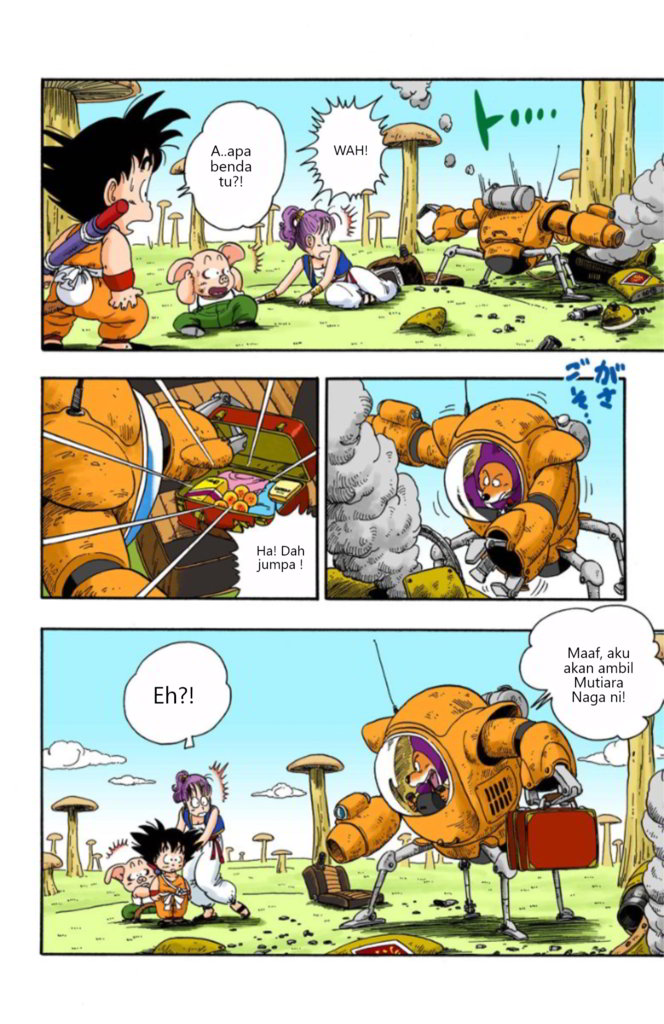 ト....
WAH!
A..apa
benda
tu?!
がさ
ごそ..
Ha! Dah
jumpa !
Maaf, aku
akan ambil
Mutiara
Naga ni!
Eh?!